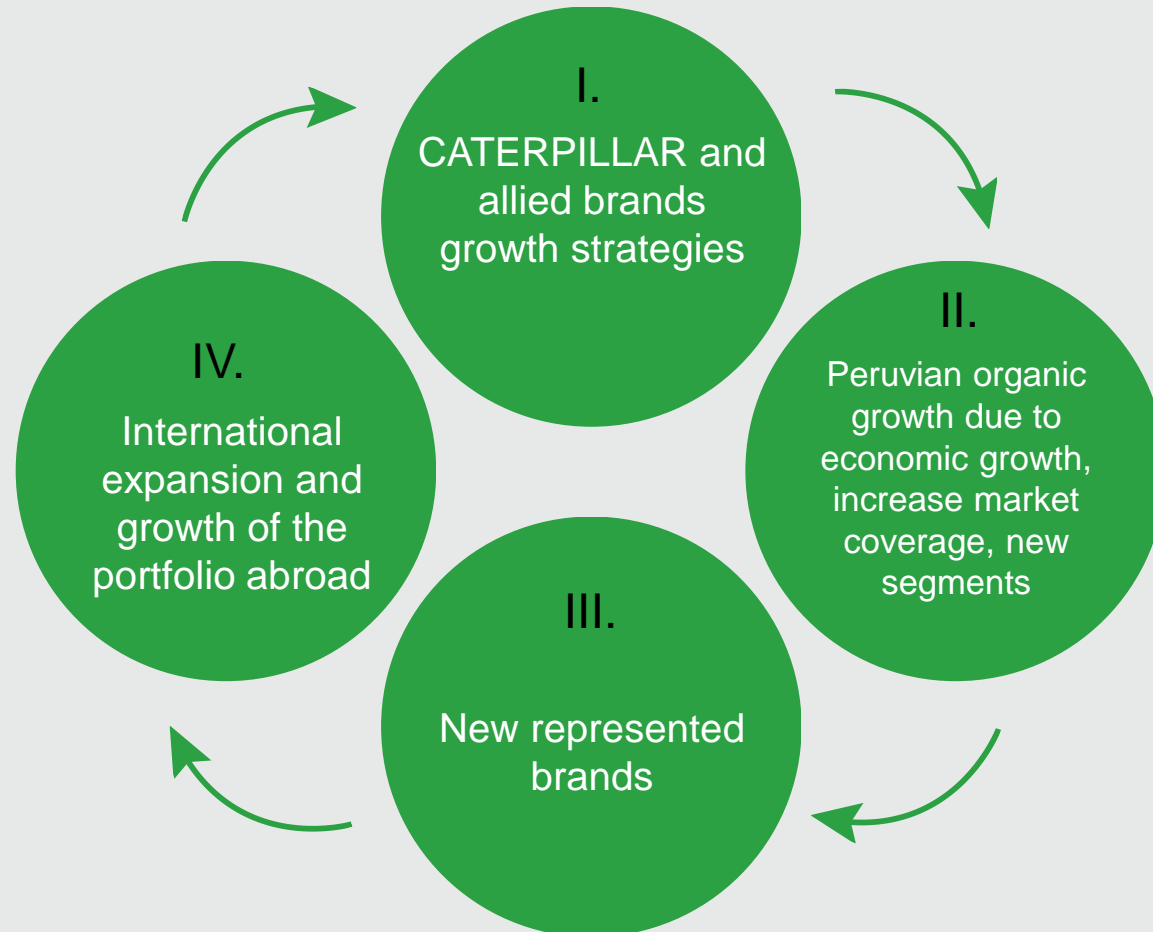 I.
CATERPILLAR and
allied brands
growth strategies
II.
Peruvian organic
growth due to
economic growth,
increase market
coverage, new
segments
III.
New represented
brands
IV.
International
expansion and
growth of the
portfolio abroad